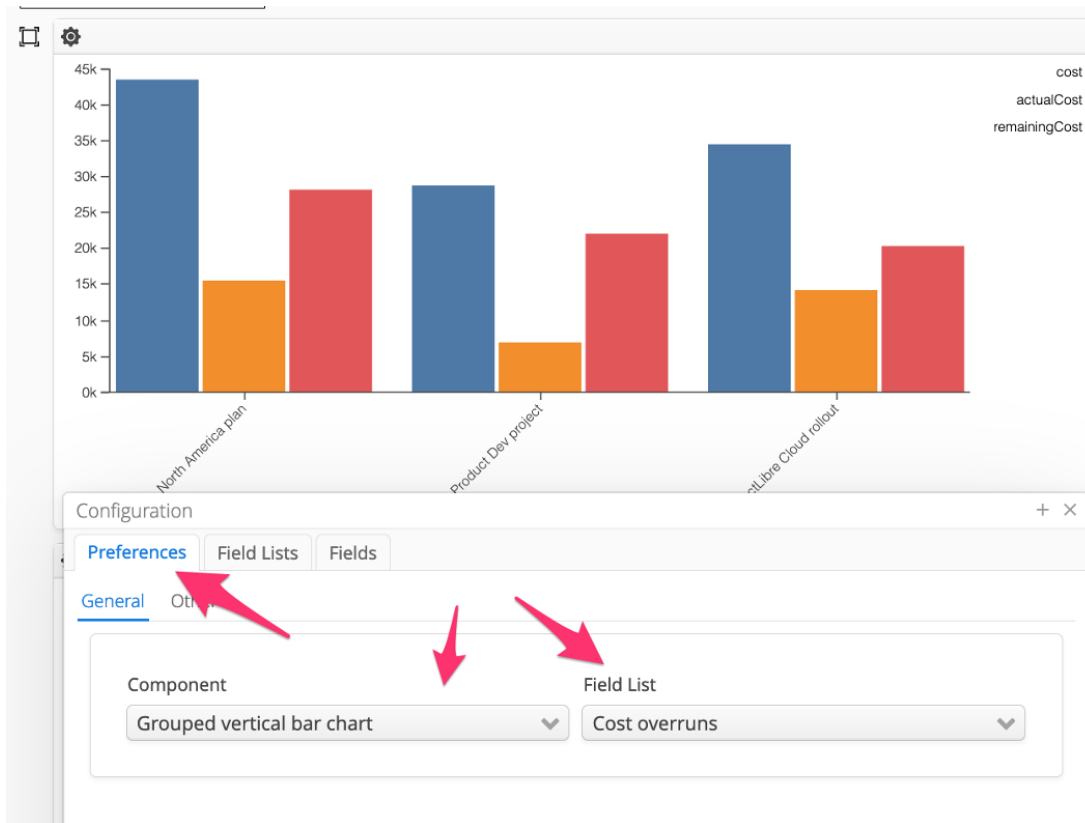 45k
cost
40k
actualCost
35k
remainingCost
30k
25k
20k
15k
10k
5k
0k
North America plan
Product Dev project
Cloud rollout
Configuration
Preferences Field Lists Fields
General
Component Field List
Grouped vertical bar chart Cost overruns